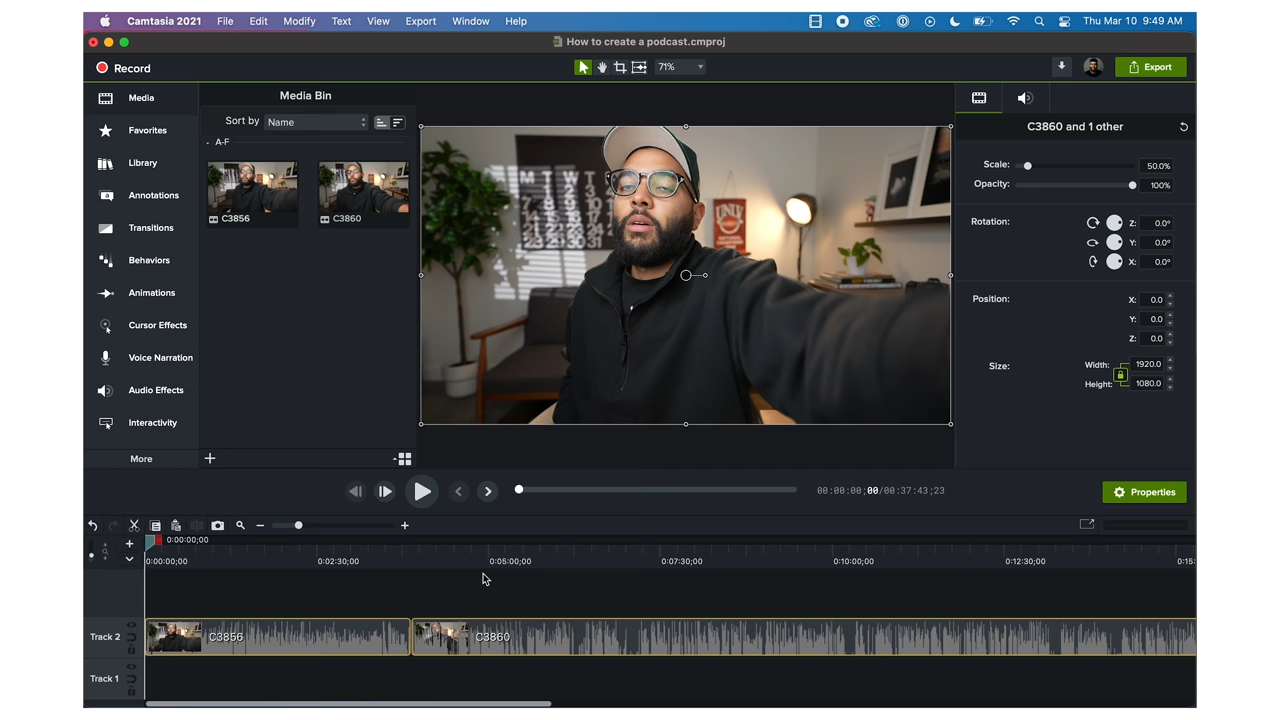 Camtasia 2021 File Edit Modify Text View Export Window Help Thu Mar 10 9:49 AM
How to create a podcast.cmproj
Record 71% Export
Media
Favorites
Library
Annotations
Transitions
Behaviors
Animations
Cursor Effects
Voice Narration
Audio Effects
Interactivity
More
Media Bin
Sort by Name
A-F
C3856 C3860
M T W
UNLV
C3860 and 1 other
Scale: 50.0%
Opacity: 100%
Rotation: Z: 0.0°
Y: 0.0°
X: 0.0°
Position: X: 0.0
Y: 0.0
Z: 0.0
Size: Width: 1920.0
Height: 1080.0
00:00:00;00/00:37:43;23
Properties
0:00:00;00
0:00:00;00 0:02:30;00 0:05:00;00 0:07:30;00 0:10:00;00 0:12:30;00 0:15:
Track 2 C3856 C3860
Track 1